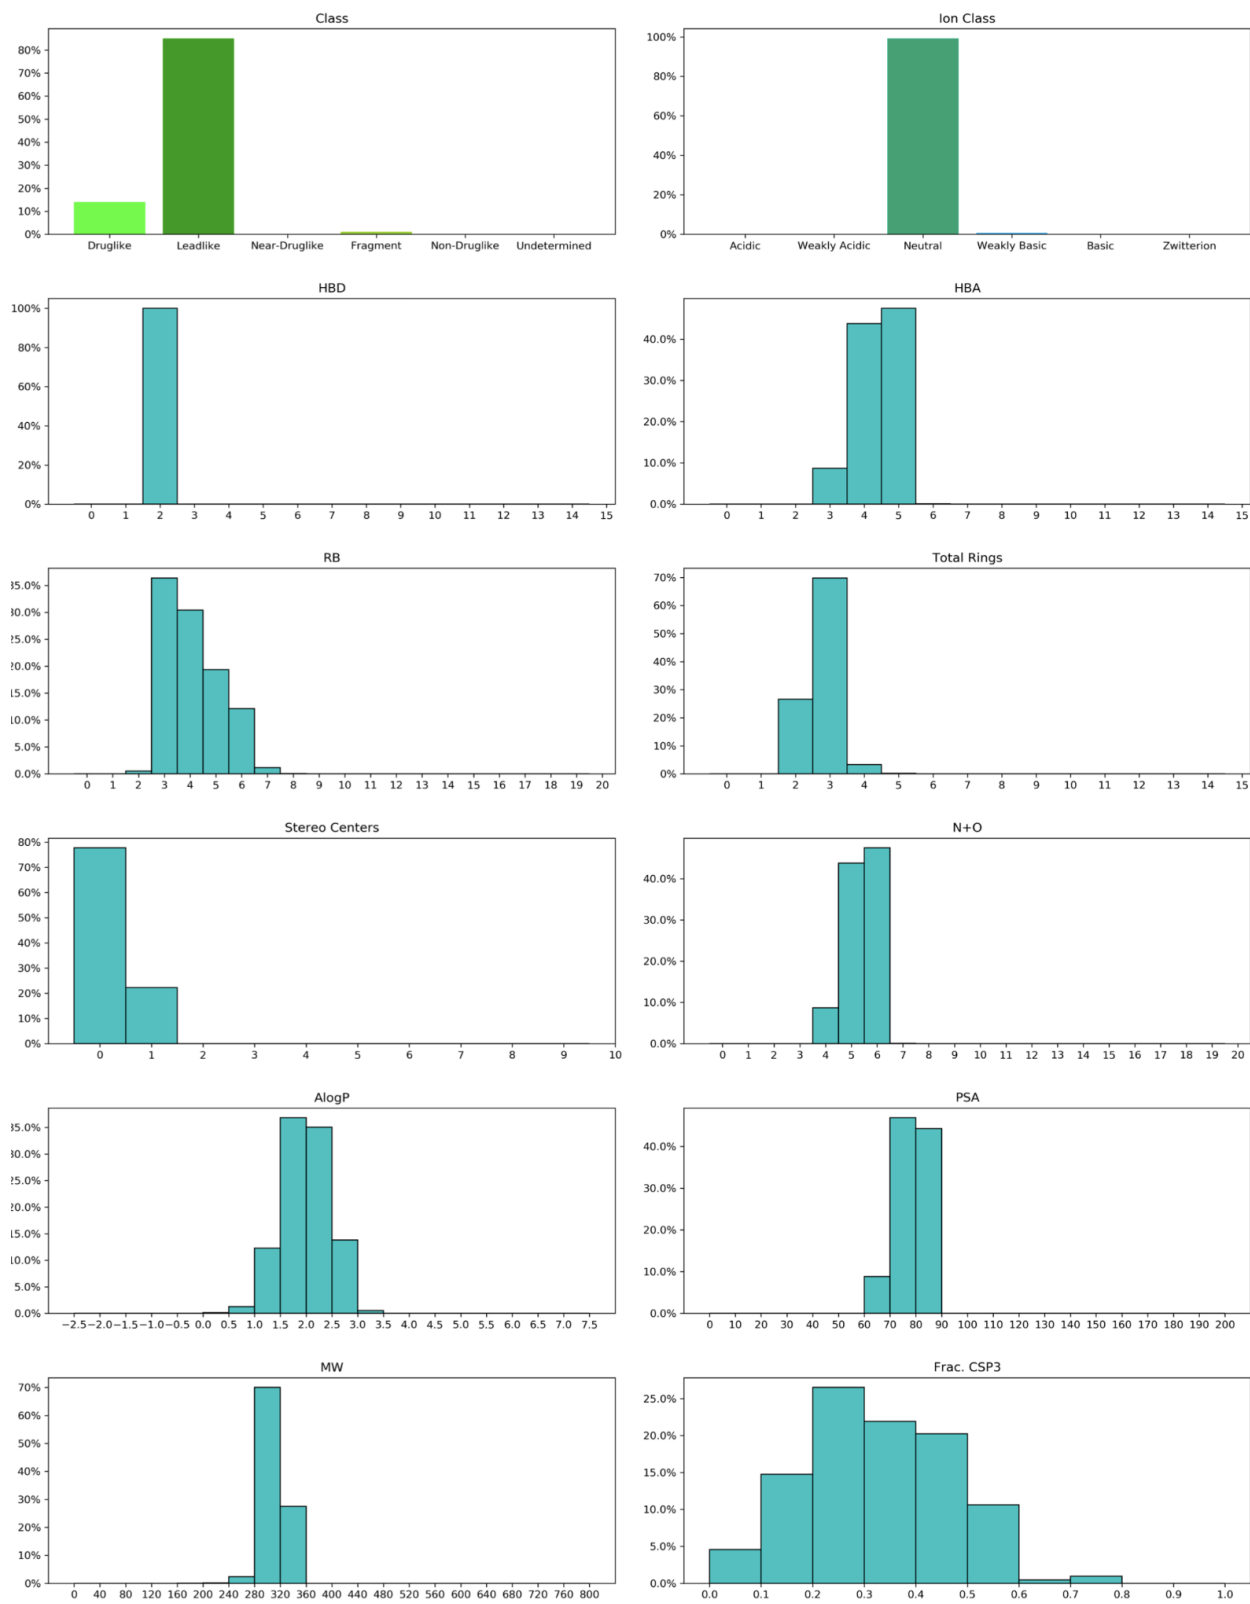 Class
80%
70%
60%
50%
40%
30%
20%
10%
0%
Druglike Leadlike Near-Druglike Fragment Non-Druglike Undetermined
Ion Class
100%
80%
60%
40%
20%
0%
Acidic Weakly Acidic Neutral Weakly Basic Basic Zwitterion
HBD
100%
80%
60%
40%
20%
0%
0 1 2 3 4 5 6 7 8 9 10 11 12 13 14 15
HBA
40.0%
30.0%
20.0%
10.0%
0.0%
0 1 2 3 4 5 6 7 8 9 10 11 12 13 14 15
RB
5.0%
0.0%
0 1 2 3 4 5 6 7 8 9 10 11 12 13 14 15 16 17 18 19 20
Total Rings
70%
60%
50%
40%
30%
20%
10%
0%
0 1 2 3 4 5 6 7 8 9 10 11 12 13 14 15
Stereo Centers
80%
70%
60%
50%
40%
30%
20%
10%
0%
0 1 2 3 4 5 6 7 8 9 10
N+O
40.0%
30.0%
20.0%
10.0%
0.0%
0 1 2 3 4 5 6 7 8 9 10 11 12 13 14 15 16 17 18 19 20
AlogP
5.0%
0.0%
−2.5 −2.0 −1.5 −1.0 −0.5 0.0 0.5 1.0 1.5 2.0 2.5 3.0 3.5 4.0 4.5 5.0 5.5 6.0 6.5 7.0 7.5
PSA
40.0%
30.0%
20.0%
10.0%
0.0%
0 10 20 30 40 50 60 70 80 90 100 110 120 130 140 150 160 170 180 190 200
MW
70%
60%
50%
40%
30%
20%
10%
0%
0 40 80 120 160 200 240 280 320 360 400 440 480 520 560 600 640 680 720 760 800
Frac. CSP3
25.0%
20.0%
15.0%
10.0%
5.0%
0.0%
0.0 0.1 0.2 0.3 0.4 0.5 0.6 0.7 0.8 0.9 1.0